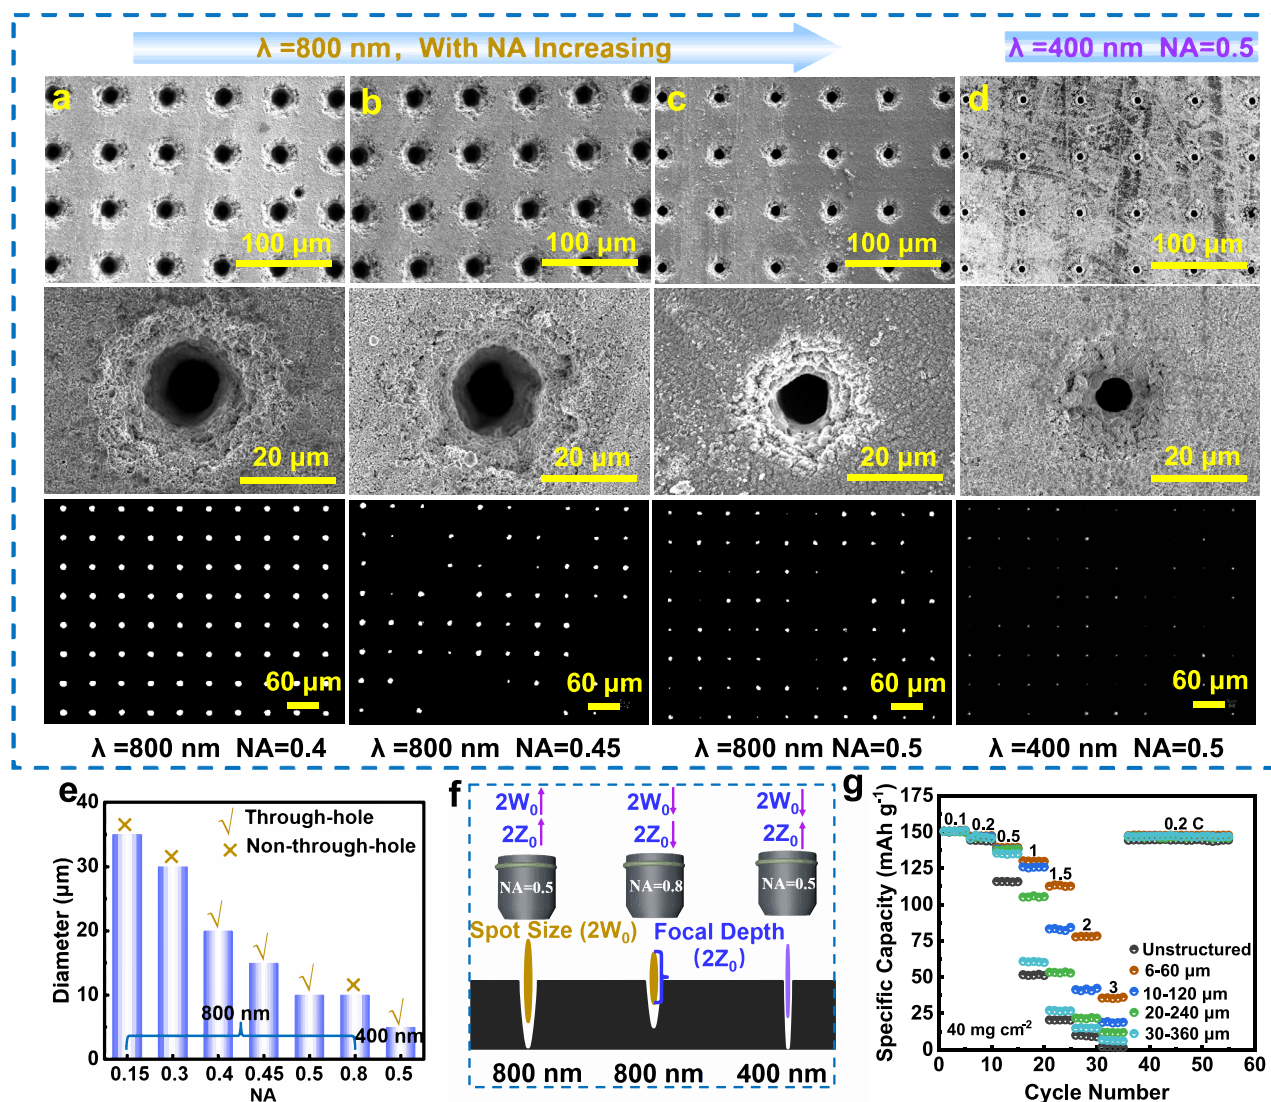 λ =800 nm, With NA Increasing
λ =400 nm NA=0.5
a
b
c
d
100 µm
100 µm
100 µm
100 µm
20 µm
20 µm
20 µm
20 µm
60 µm
60 µm
60 µm
60 µm
λ =800 nm NA=0.4
λ =800 nm NA=0.45
λ =800 nm NA=0.5
λ =400 nm NA=0.5
e
40
30
20
10
0
Diameter (µm)
√ Through-hole
× Non-through-hole
800 nm
400 nm
0.15 0.3 0.4 0.45 0.5 0.8 0.5
NA
f
2W₀ 2W₀ 2W₀
2Z₀ 2Z₀ 2Z₀
NA=0.5 NA=0.8 NA=0.5
Spot Size (2W₀) Focal Depth
(2Z₀)
800 nm 800 nm 400 nm
g
175
150
125
100
75
50
25
0
Specific Capacity (mAh g⁻¹)
0.1
0.2
0.5
1
1.5
2
3
0.2 C
Unstructured
6-60 µm
10-120 µm
20-240 µm
30-360 µm
40 mg cm⁻²
0 10 20 30 40 50 60
Cycle Number